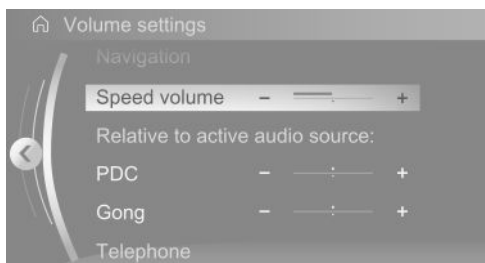 Volume settings
Navigation
Speed volume - +
Relative to active audio source:
PDC - +
Gong - +
Telephone